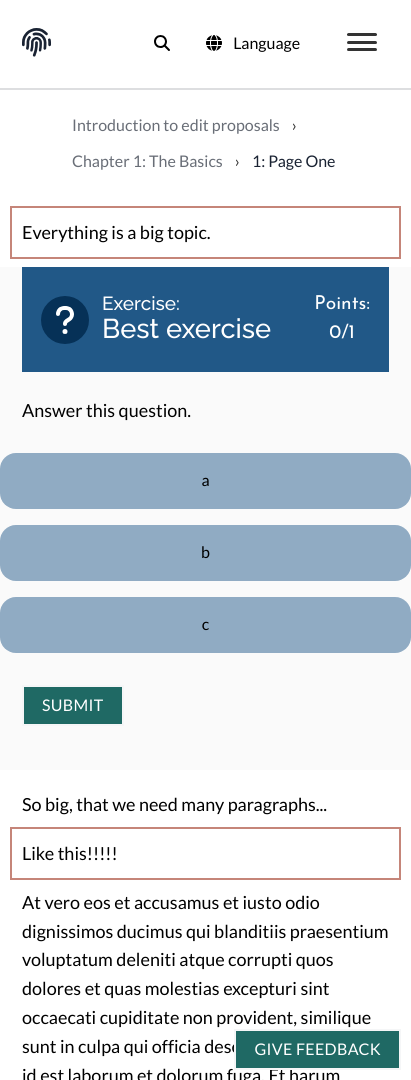 Language
Introduction to edit proposals ›
Chapter 1: The Basics › 1: Page One
Everything is a big topic.
?
Exercise:
Best exercise
Points:
0/1
Answer this question.
a
b
c
SUBMIT
So big, that we need many paragraphs...
Like this!!!!!
At vero eos et accusamus et iusto odio
dignissimos ducimus qui blanditiis praesentium
voluptatum deleniti atque corrupti quos
dolores et quas molestias excepturi sint
occaecati cupiditate non provident, similique
sunt in culpa qui officia
GIVE FEEDBACK
id est laborum et dolorum fuga. Et harum